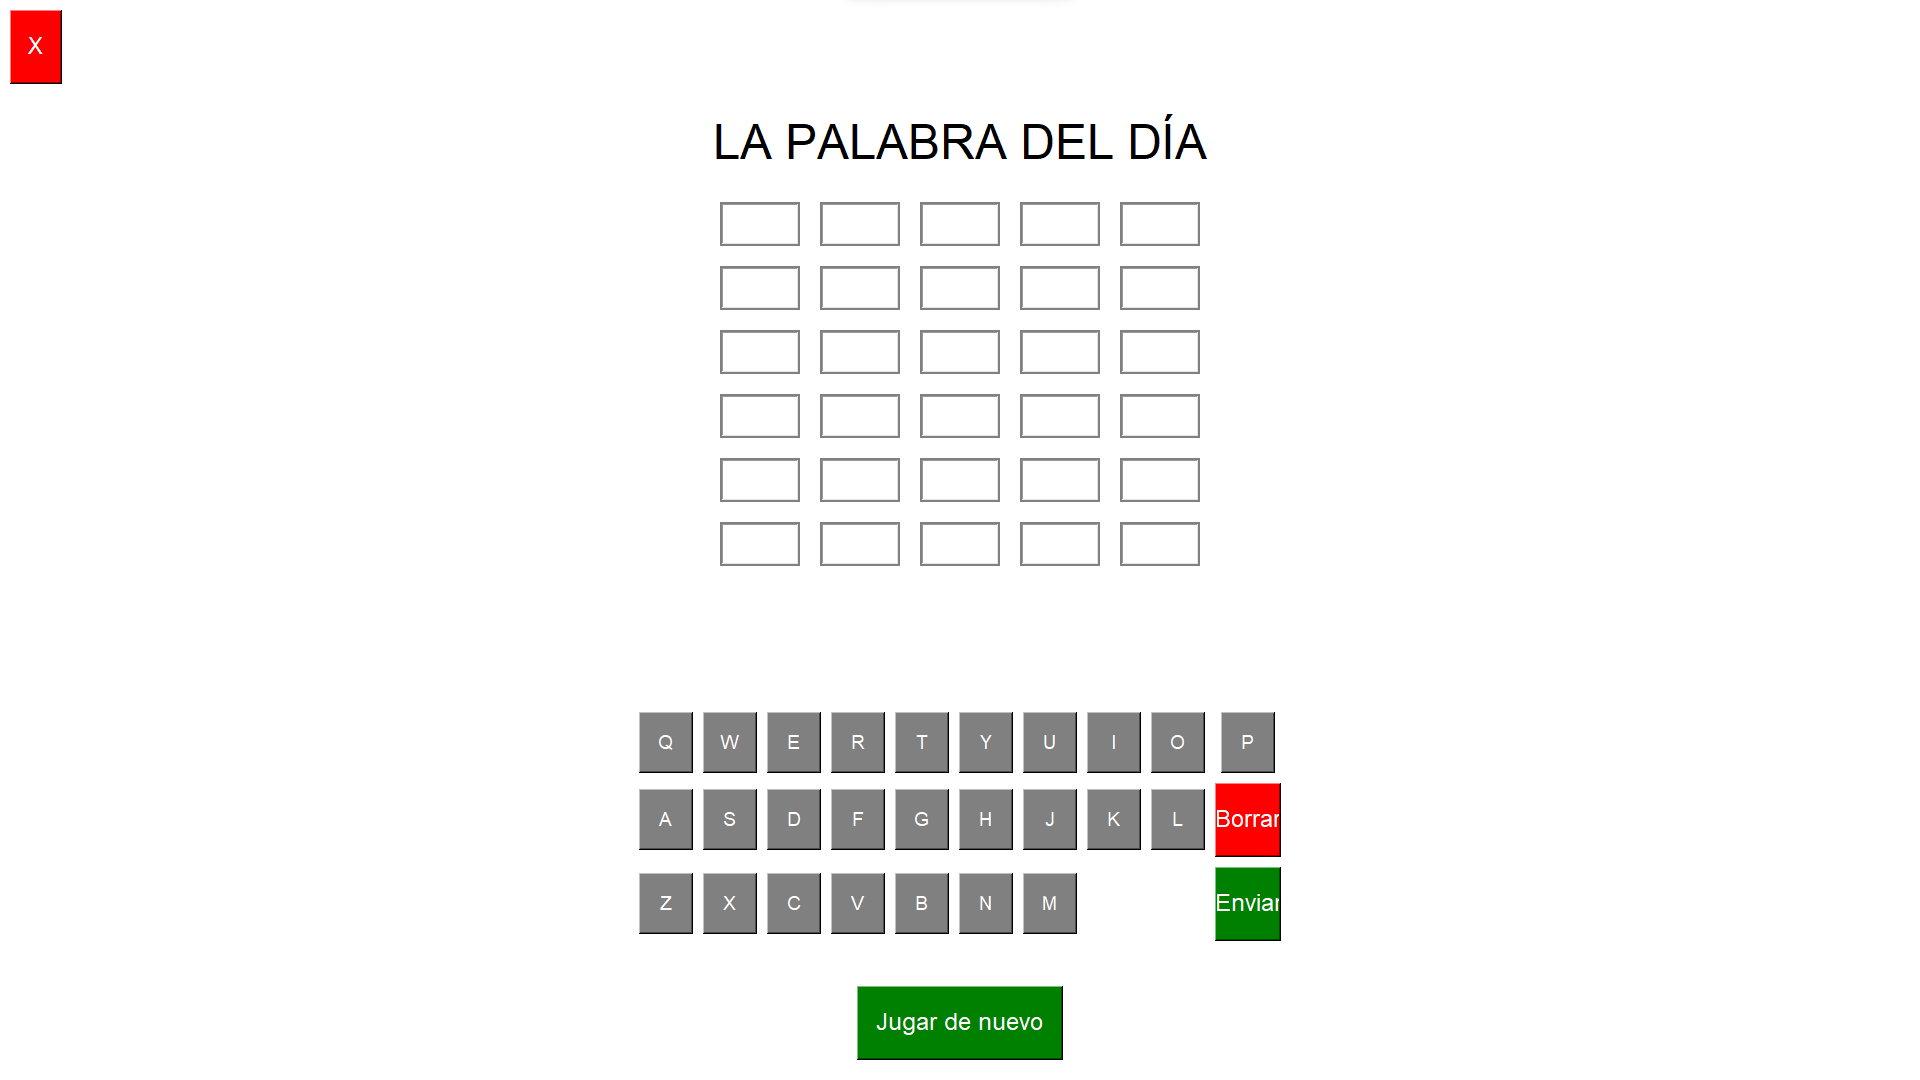 X
LA PALABRA DEL DÍA
Q W E R T Y U I O P
A S D F G H J K L Borrar
Z X C V B N M Enviar
Jugar de nuevo